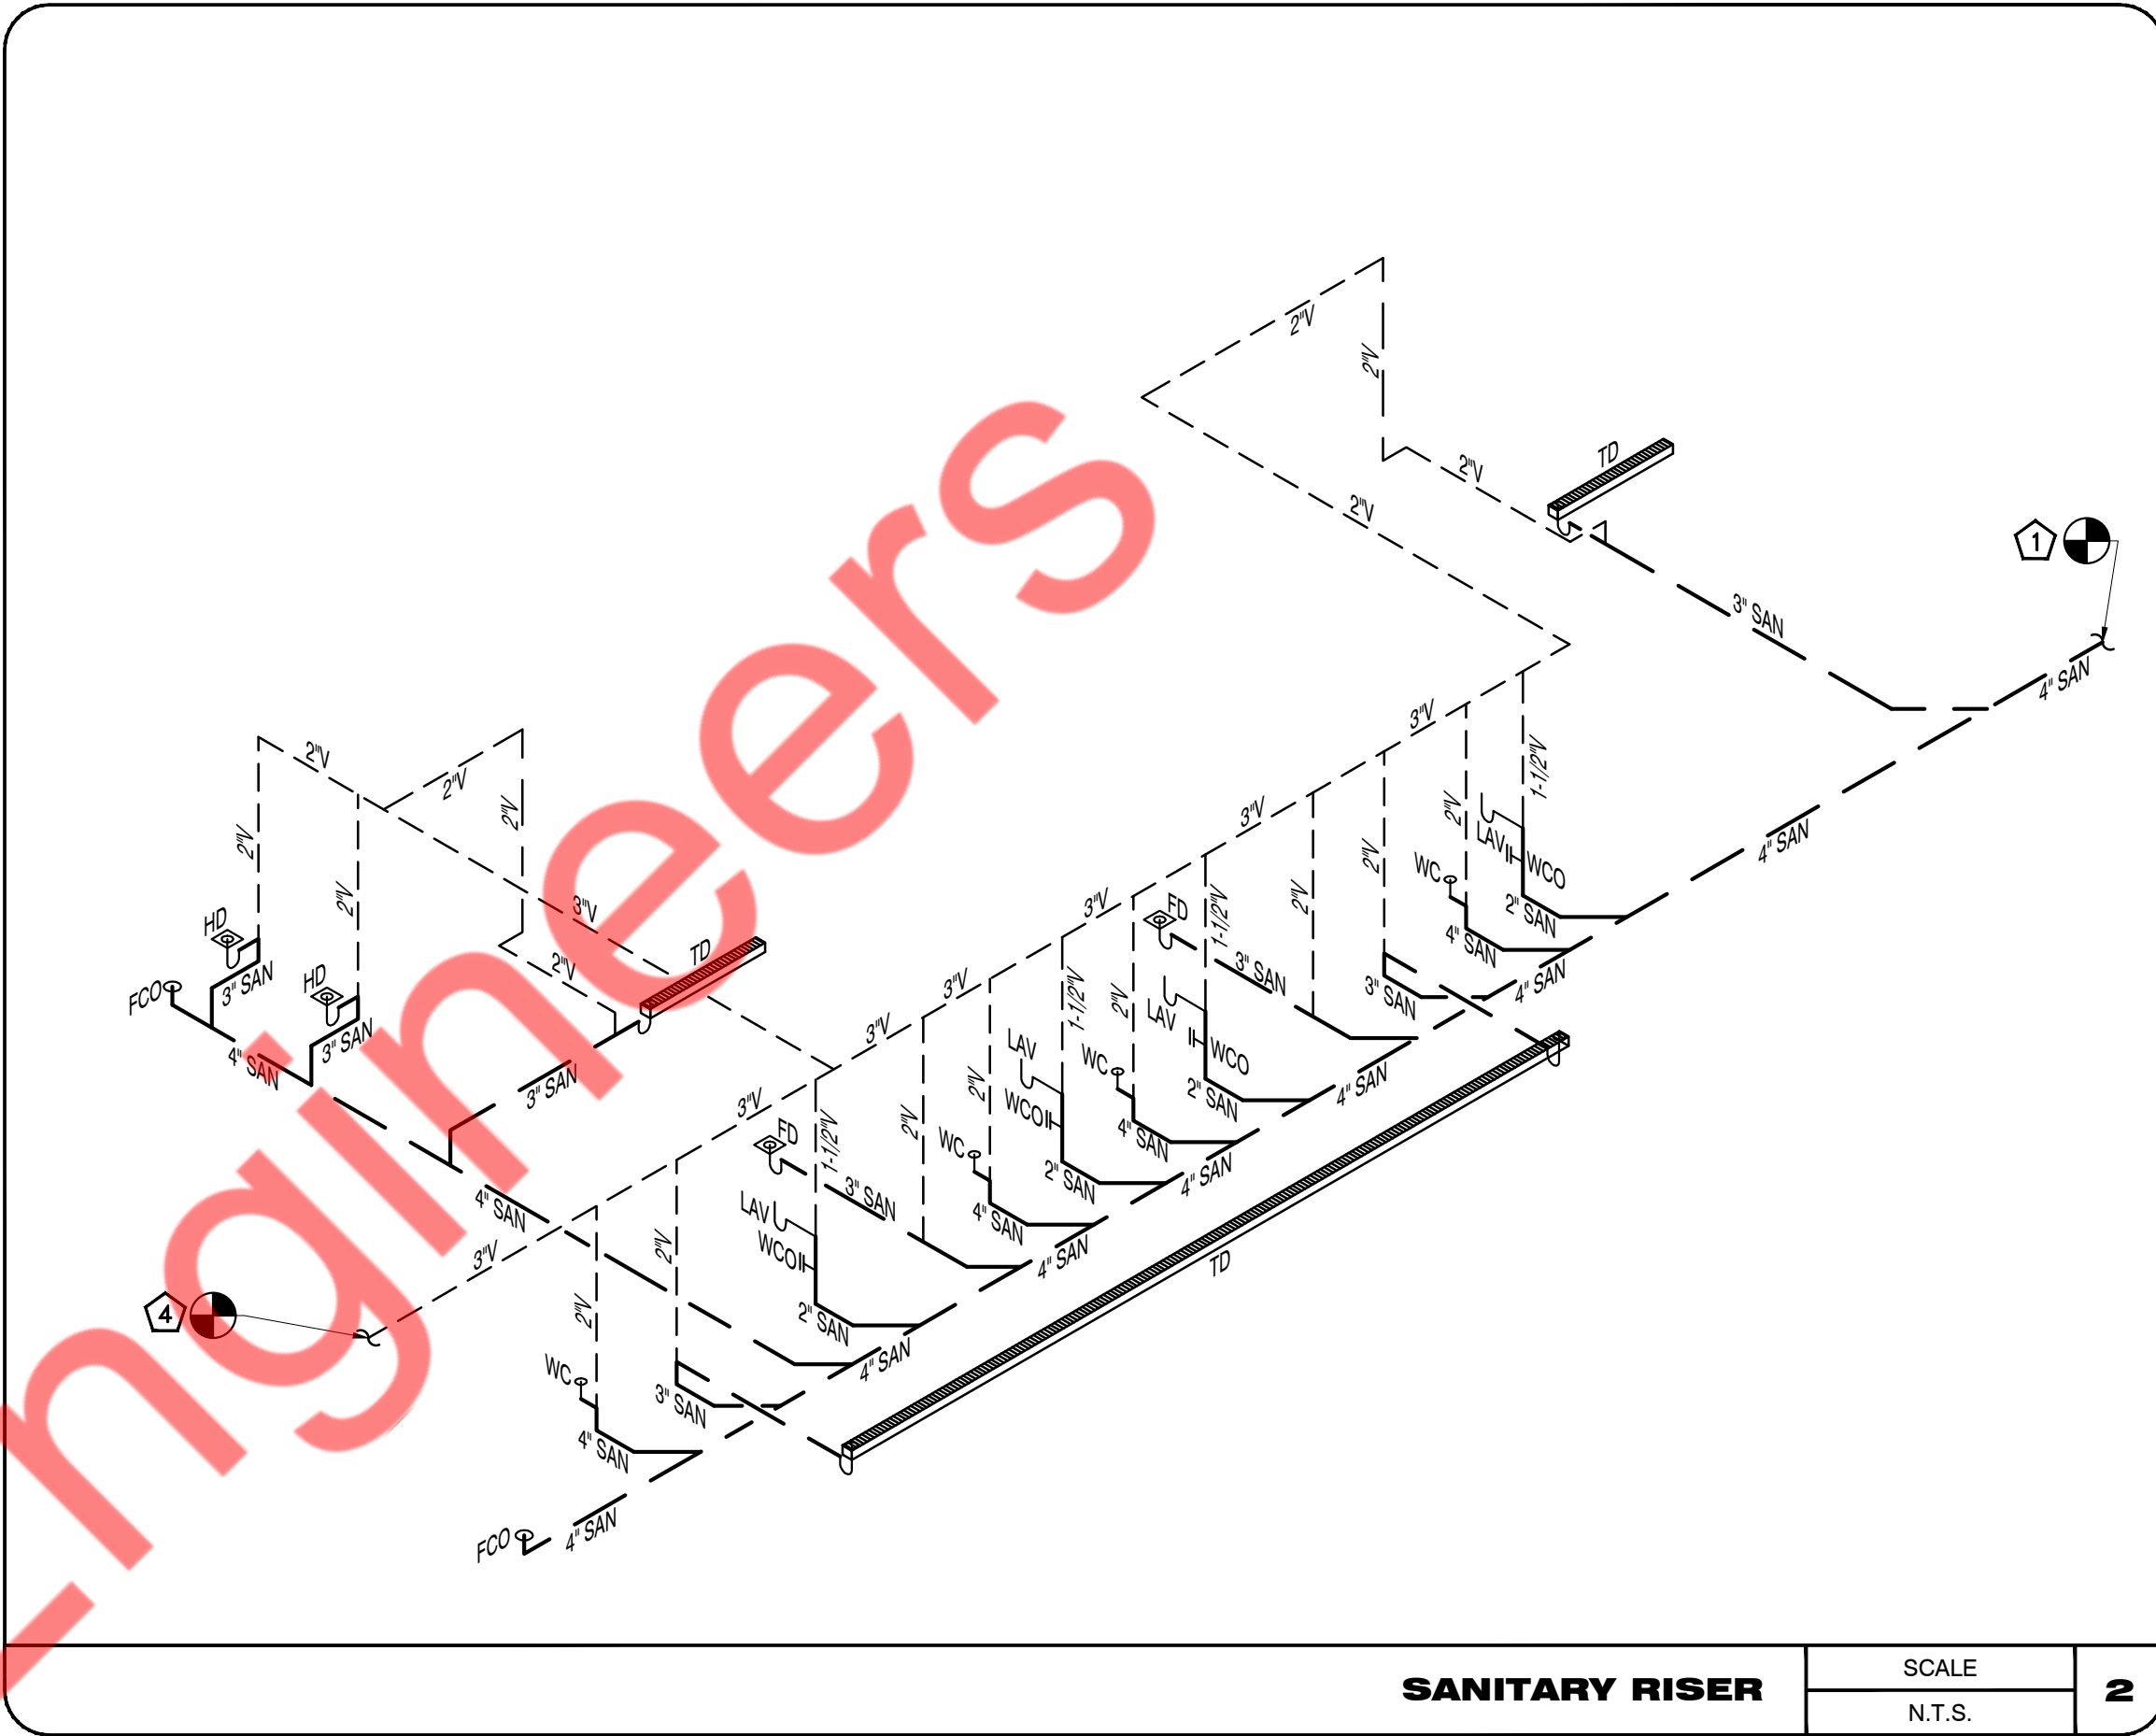 2"V
2"V
TD
2"V
2"V
1
3" SAN
4" SAN
3"V
2"V
2"V
1-1/2"V
2"V
2"V
3"V
4" SAN
2"V
2"V
2"V
LAV
WCO
WC
3"V
3"V
FD
1-1/2"V
2"V
2" SAN
HD
TD
4" SAN
2"V
3" SAN
3"V
1-1/2"V
2"V
4" SAN
HD
3" SAN
3" SAN
FCO
LAV
3"V
LAV
WCO
3" SAN
4" SAN
WC
2"V
WCO
2" SAN
4" SAN
3" SAN
3"V
FD
1-1/2"V
2"V
WC
4" SAN
2" SAN
4" SAN
LAV
3" SAN
4" SAN
4" SAN
3"V
2"V
WCO
4" SAN
TD
4
2"V
2" SAN
4" SAN
WC
3" SAN
4" SAN
FCO
4" SAN
ngineers
SANITARY RISER
SCALE
N.T.S.
2